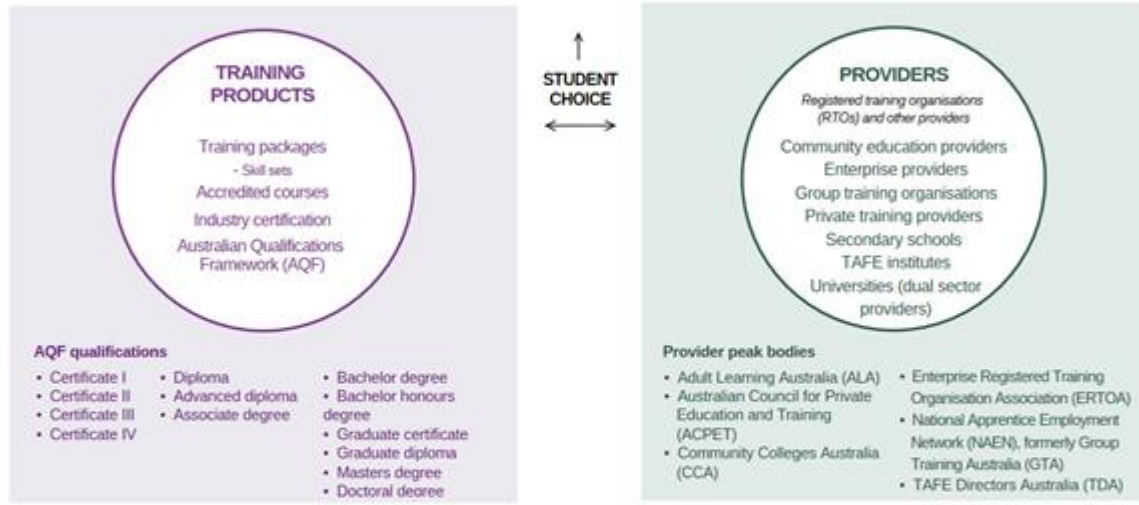 TRAINING
PRODUCTS
Training packages
- Skill sets
Accredited courses
Industry certification
Australian Qualifications
Framework (AQF)
AQF qualifications
• Certificate I
• Certificate II
• Certificate III
• Certificate IV
• Diploma
• Advanced diploma
• Associate degree
• Bachelor degree
• Bachelor honours
degree
• Graduate certificate
• Graduate diploma
• Masters degree
• Doctoral degree
STUDENT
CHOICE
PROVIDERS
Registered training organisations
(RTOs) and other providers
Community education providers
Enterprise providers
Group training organisations
Private training providers
Secondary schools
TAFE institutes
Universities (dual sector
providers)
Provider peak bodies
• Adult Learning Australia (ALA)
• Australian Council for Private
Education and Training
(ACPET)
• Community Colleges Australia
(CCA)
• Enterprise Registered Training
Organisation Association (ERTOA)
• National Apprentice Employment
Network (NAEN), formerly Group
Training Australia (GTA)
• TAFE Directors Australia (TDA)